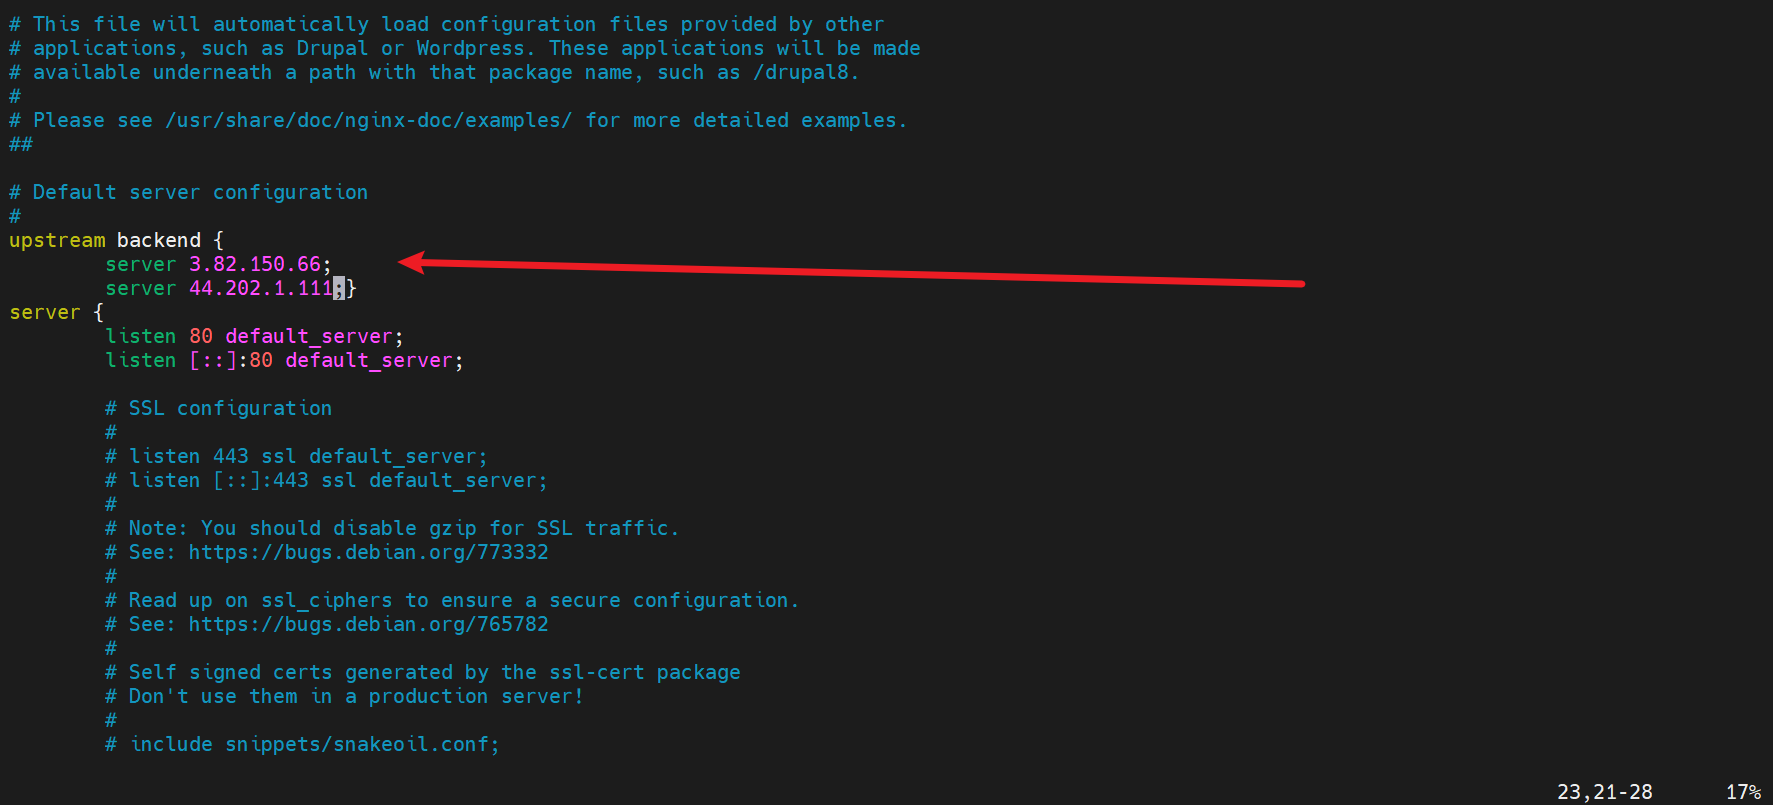 # This file will automatically load configuration files provided by other
# applications, such as Drupal or Wordpress. These applications will be made
# available underneath a path with that package name, such as /drupal8.
#
# Please see /usr/share/doc/nginx-doc/examples/ for more detailed examples.
##
# Default server configuration
#
upstream backend {
        server 3.82.150.66;
        server 44.202.1.111;}
server {
        listen 80 default_server;
        listen [::]:80 default_server;
        # SSL configuration
        #
        # listen 443 ssl default_server;
        # listen [::]:443 ssl default_server;
        #
        # Note: You should disable gzip for SSL traffic.
        # See: https://bugs.debian.org/773332
        #
        # Read up on ssl_ciphers to ensure a secure configuration.
        # See: https://bugs.debian.org/765782
        #
        # Self signed certs generated by the ssl-cert package
        # Don't use them in a production server!
        #
        # include snippets/snakeoil.conf;
23,21-28 17%